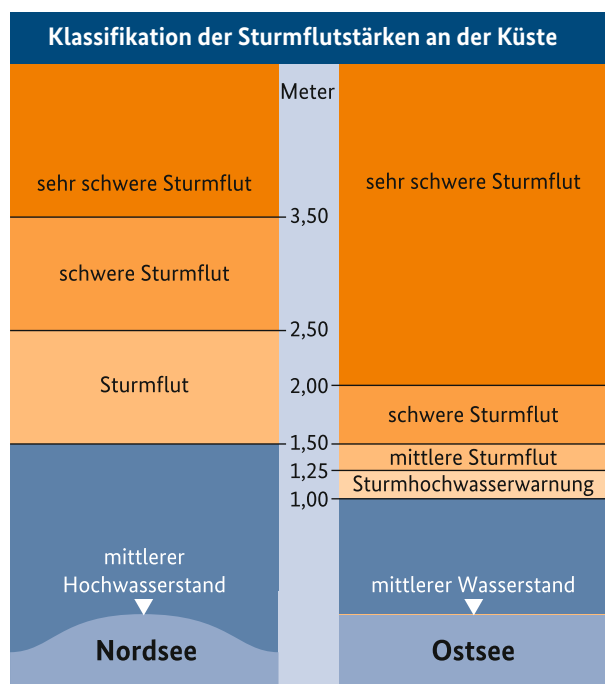 Klassifikation der Sturmflutstärken an der Küste
Meter
sehr schwere Sturmflut
sehr schwere Sturmflut
3,50
schwere Sturmflut
2,50
Sturmflut
2,00
schwere Sturmflut
1,50
mittlere Sturmflut
1,25
Sturmhochwasserwarnung
1,00
mittlerer
Hochwasserstand
mittlerer Wasserstand
Nordsee
Ostsee